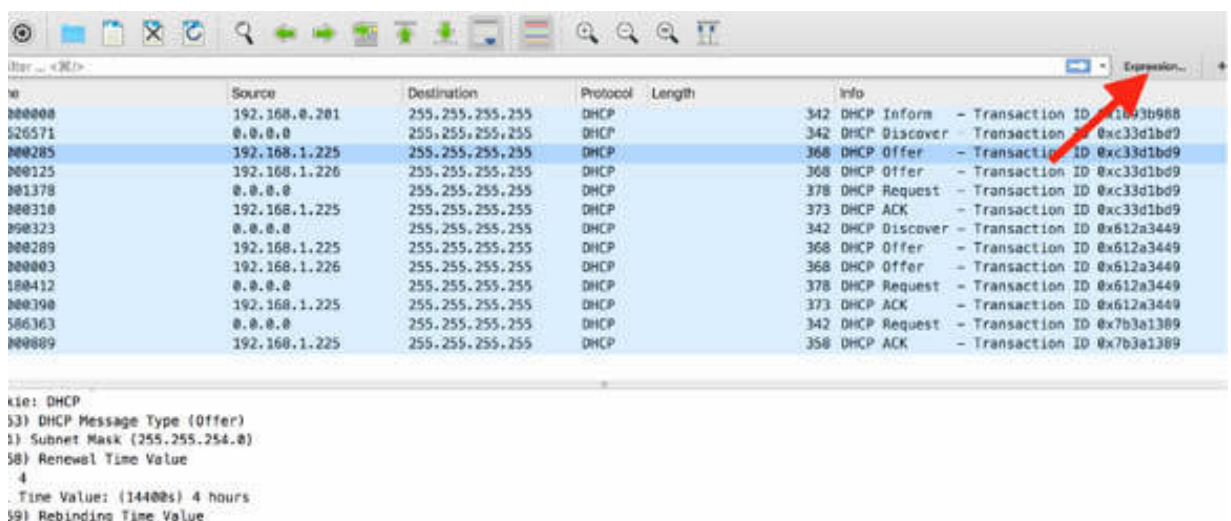 Expression... +
Source Destination Protocol Length Info
000000 192.168.0.201 255.255.255.255 DHCP 342 DHCP Inform - Transaction ID
626571 0.0.0.0 255.255.255.255 DHCP 342 DHCP Discover - Transaction ID 0xc33d1bd9
000285 192.168.1.225 255.255.255.255 DHCP 368 DHCP Offer - Transaction ID 0xc33d1bd9
000125 192.168.1.226 255.255.255.255 DHCP 368 DHCP Offer - Transaction ID 0xc33d1bd9
001378 0.0.0.0 255.255.255.255 DHCP 378 DHCP Request - Transaction ID 0xc33d1bd9
000310 192.168.1.225 255.255.255.255 DHCP 373 DHCP ACK - Transaction ID 0xc33d1bd9
090323 0.0.0.0 255.255.255.255 DHCP 342 DHCP Discover - Transaction ID 0x612a3449
000289 192.168.1.225 255.255.255.255 DHCP 368 DHCP Offer - Transaction ID 0x612a3449
000003 192.168.1.226 255.255.255.255 DHCP 368 DHCP Offer - Transaction ID 0x612a3449
180412 0.0.0.0 255.255.255.255 DHCP 378 DHCP Request - Transaction ID 0x612a3449
000390 192.168.1.225 255.255.255.255 DHCP 373 DHCP ACK - Transaction ID 0x612a3449
586363 0.0.0.0 255.255.255.255 DHCP 342 DHCP Request - Transaction ID 0x7b3a1389
000889 192.168.1.225 255.255.255.255 DHCP 358 DHCP ACK - Transaction ID 0x7b3a1389
kie: DHCP
53) DHCP Message Type (Offer)
1) Subnet Mask (255.255.254.0)
58) Renewal Time Value
4
Time Value: (14400s) 4 hours
59) Rebinding Time Value